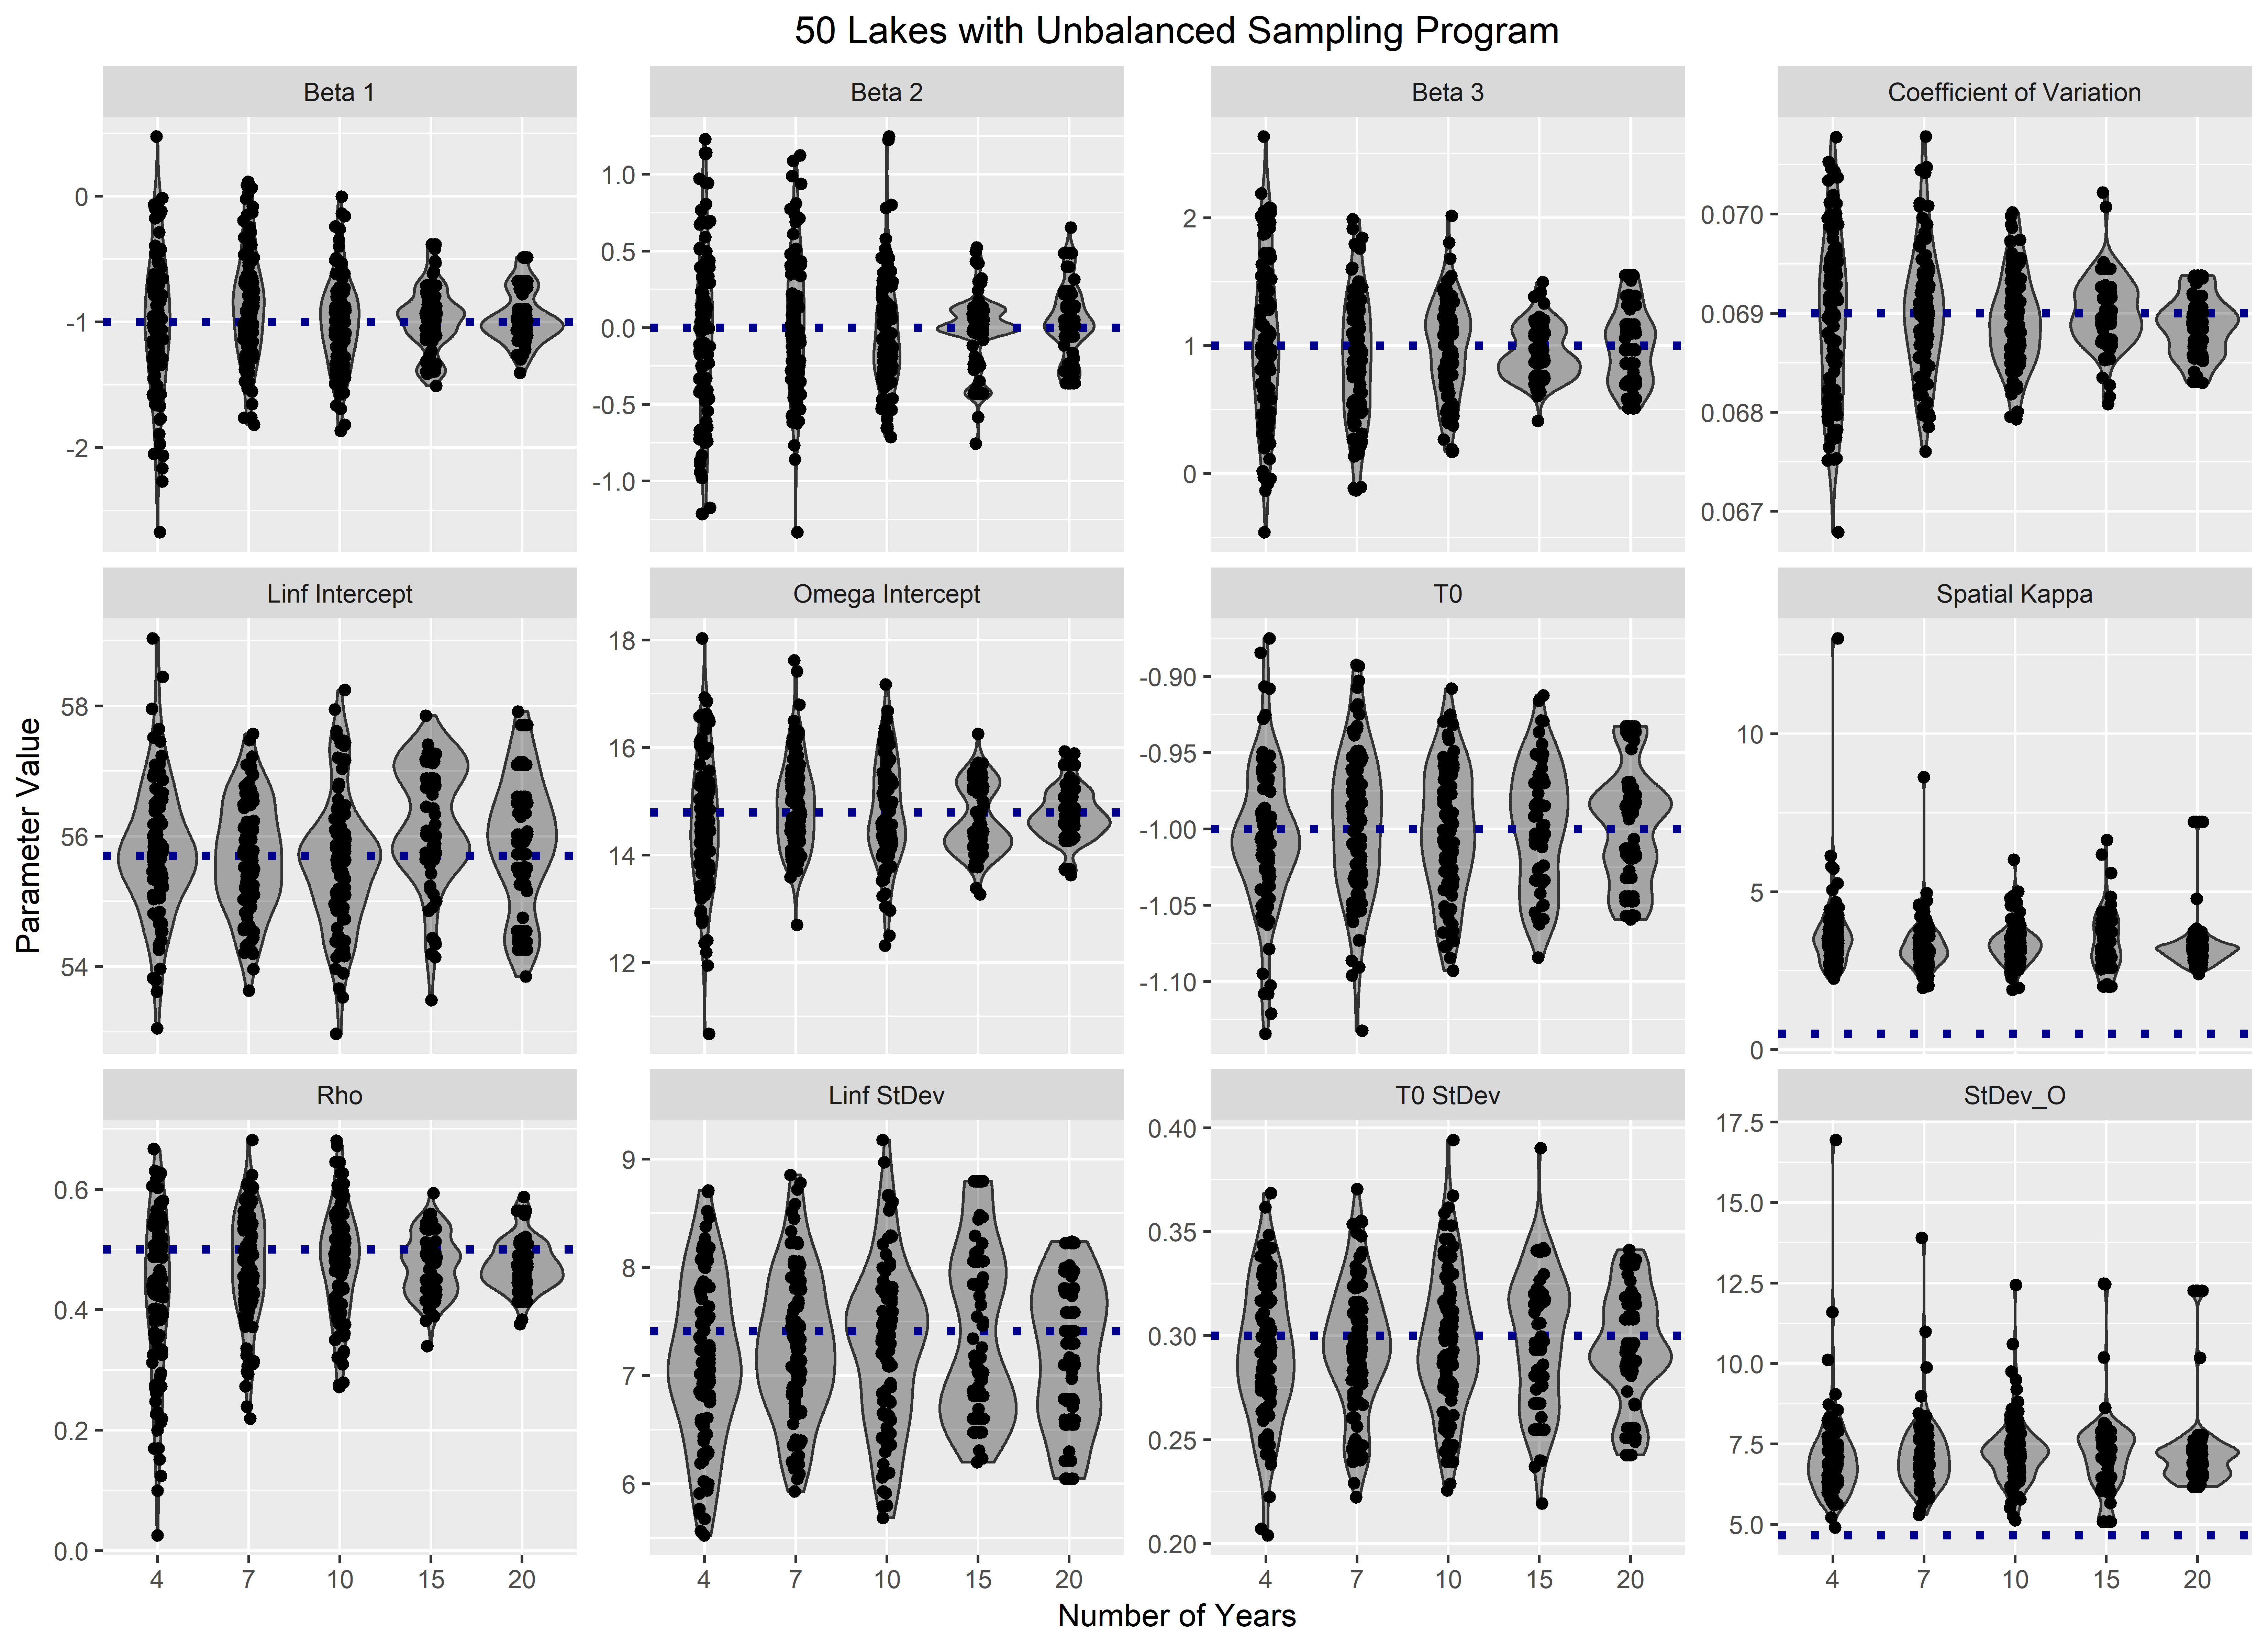 50 Lakes with Unbalanced Sampling Program
Beta 1
Beta 2
Beta 3
Coefficient of Variation
0
-1
-2
1.0
0.5
0.0
-0.5
-1.0
2
1
0
0.070
0.069
0.068
0.067
Linf Intercept
Omega Intercept
T0
Spatial Kappa
58
56
54
18
16
14
12
-0.90
-0.95
-1.00
-1.05
-1.10
10
5
0
Parameter Value
Rho
Linf StDev
T0 StDev
StDev_O
0.6
0.4
0.2
0.0
9
8
7
6
0.40
0.35
0.30
0.25
0.20
17.5
15.0
12.5
10.0
7.5
5.0
4 7 10 15 20
4 7 10 15 20
4 7 10 15 20
4 7 10 15 20
Number of Years